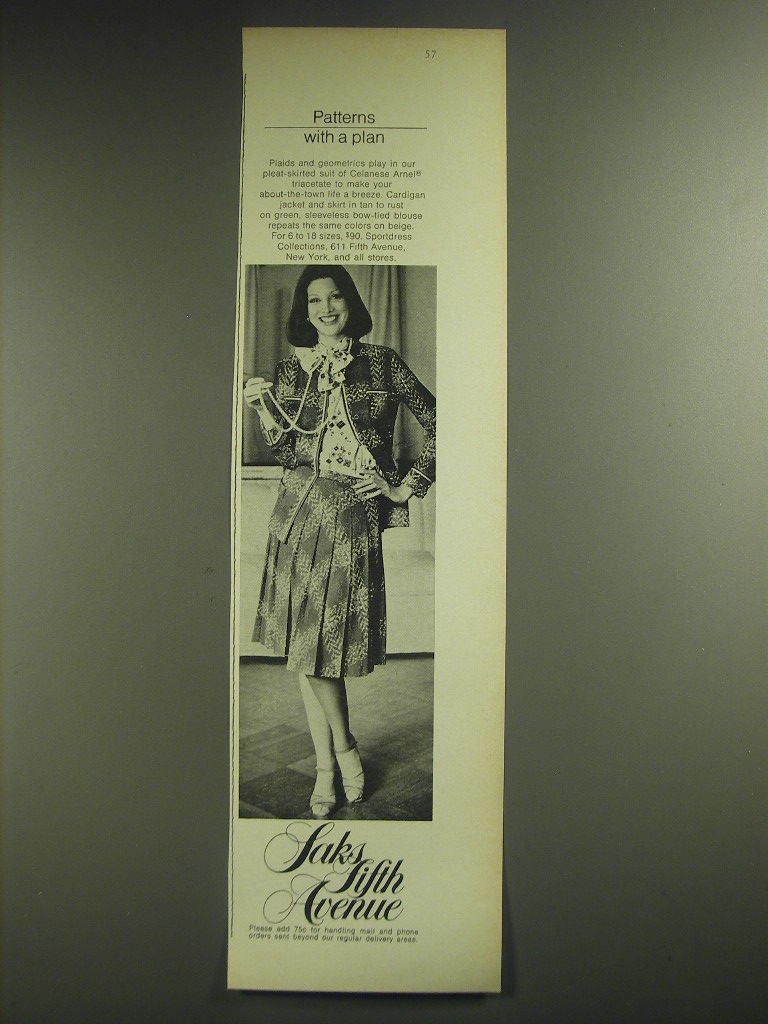 57
Patterns
with a plan
Plaids and geometrics play in our
pleat-skirted suit of Celanese Arnel®
triacetate to make your
about-the-town life a breeze. Cardigan
jacket and skirt in tan to rust
on green, sleeveless bow-tied blouse
repeats the same colors on beige.
For 6 to 18 sizes, $90. Sportdress
Collections, 611 Fifth Avenue,
New York, and all stores.
Saks
Fifth
Avenue
Please add 75c for handling mail and phone
orders sent beyond our regular delivery areas.